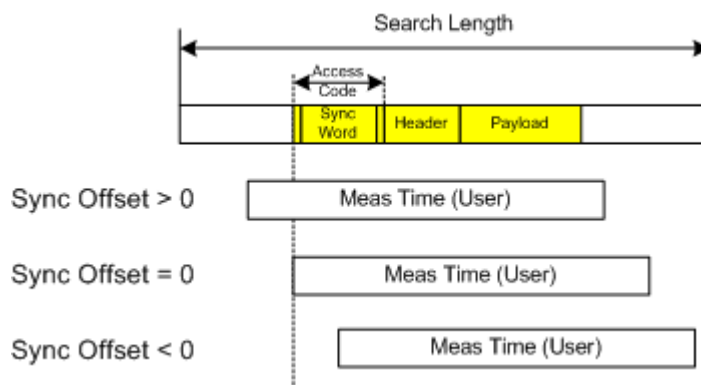 Search Length
Access
Code
Sync
Word
Header
Payload
Sync Offset > 0
Meas Time (User)
Sync Offset = 0
Meas Time (User)
Sync Offset < 0
Meas Time (User)